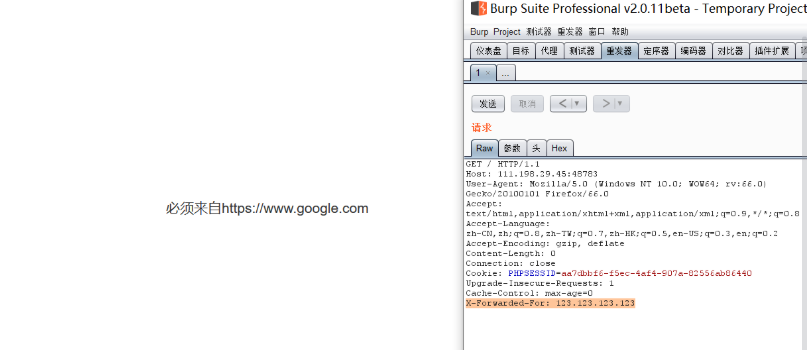 必须来自https://www.google.com
Burp Suite Professional v2.0.11beta - Temporary Project
Burp Project 测试器 重发器 窗口 帮助
仪表盘 目标 代理 测试器 重发器 定序器 编码器 对比器 插件扩展
1 × ...
发送 取消 < > 
请求
Raw 参数 头 Hex
GET / HTTP/1.1
Host: 111.198.29.45:48783
User-Agent: Mozilla/5.0 (Windows NT 10.0; WOW64; rv:66.0)
Gecko/20100101 Firefox/66.0
Accept:
text/html,application/xhtml+xml,application/xml;q=0.9,*/*;q=0.8
Accept-Language:
zh-CN,zh;q=0.8,zh-TW;q=0.7,zh-HK;q=0.5,en-US;q=0.3,en;q=0.2
Accept-Encoding: gzip, deflate
Content-Length: 0
Connection: close
Cookie: PHPSESSID=aa7dbbf6-f5ec-4af4-907a-82556ab86440
Upgrade-Insecure-Requests: 1
Cache-Control: max-age=0
X-Forwarded-For: 123.123.123.123